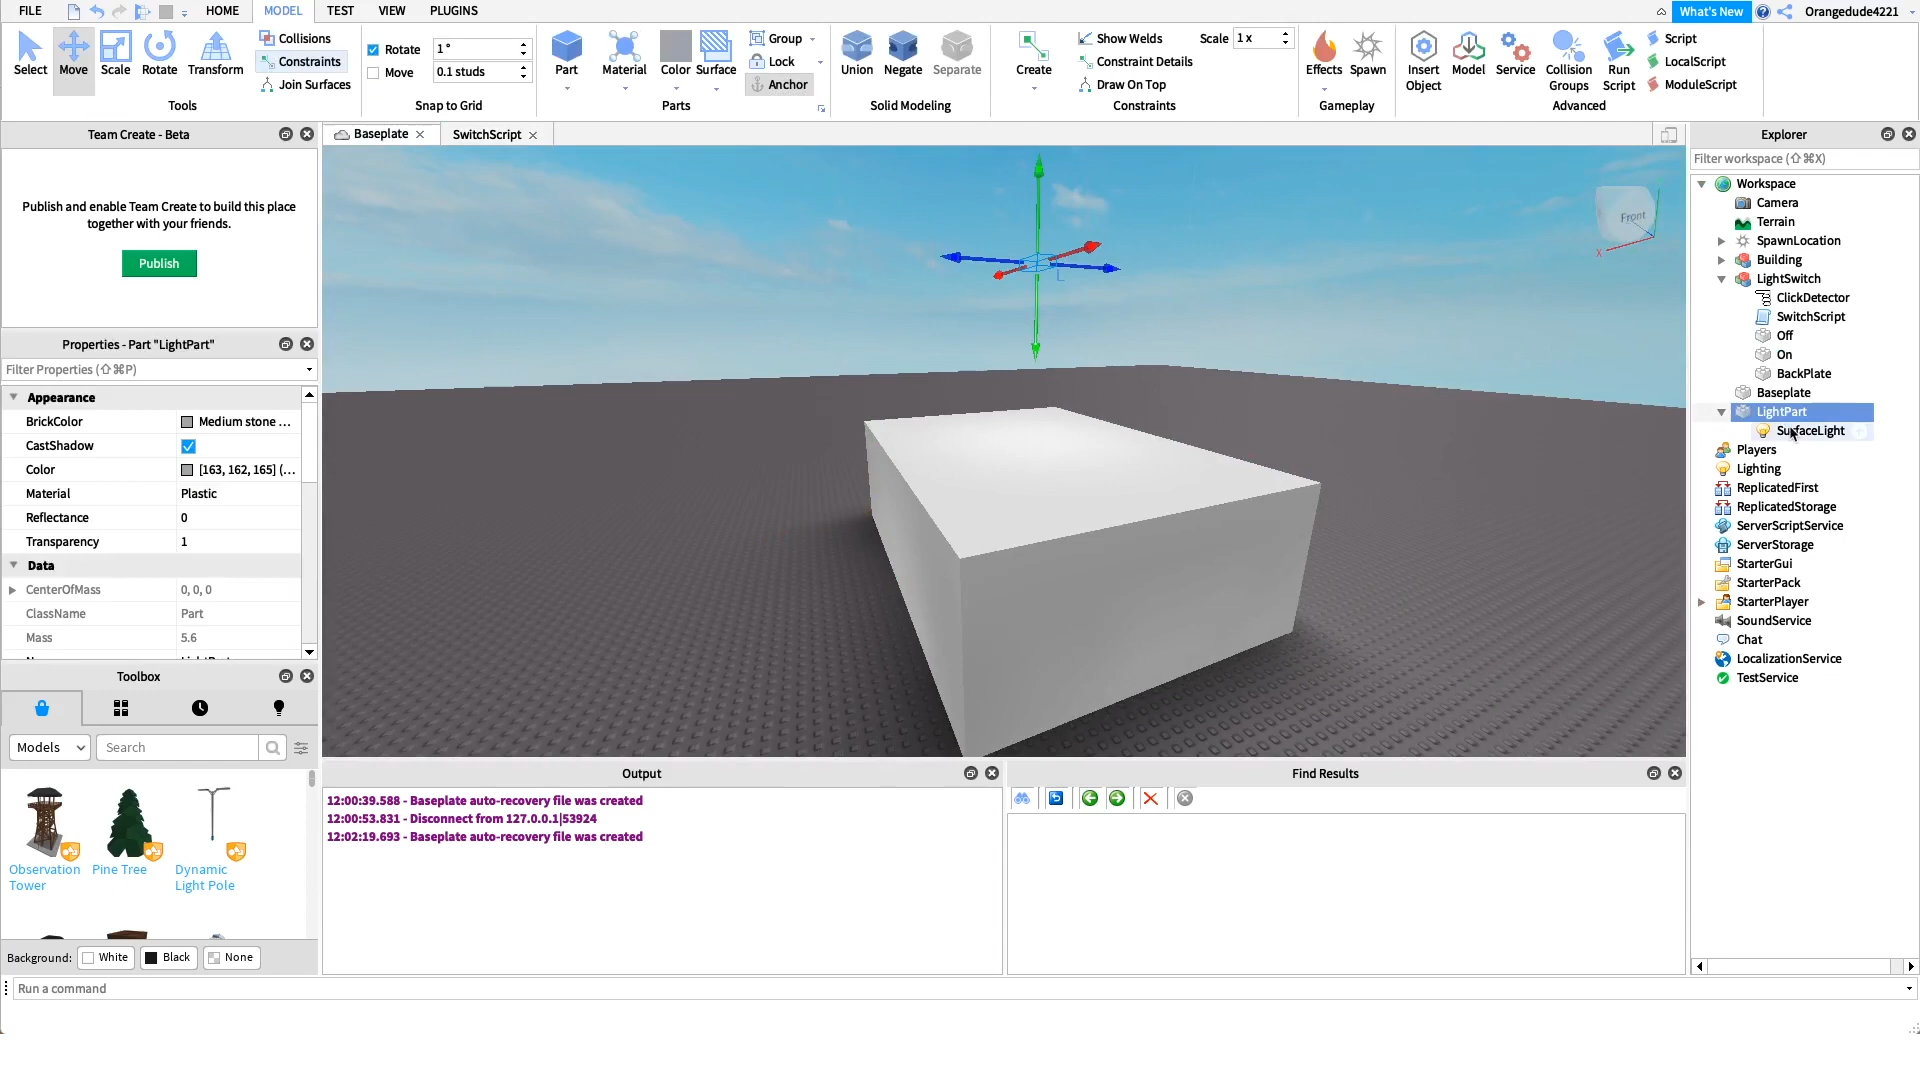 FILE HOME MODEL TEST VIEW PLUGINS What's New Orangedude4221
Select Move Scale Rotate Transform
Collisions
Constraints
Join Surfaces
Tools
Rotate 1 °
Move 0.1 studs
Snap to Grid
Part Material Color Surface
Group
Lock
Anchor
Parts
Union Negate Separate
Solid Modeling
Create
Show Welds Scale 1 x
Constraint Details
Draw On Top
Constraints
Effects Spawn
Gameplay
Insert Object Model Service Collision Groups Run Script
Script
LocalScript
ModuleScript
Advanced
Team Create - Beta
Publish and enable Team Create to build this place
together with your friends.
Publish
Properties - Part "LightPart"
Filter Properties (⇧⌘P)
Appearance
BrickColor Medium stone ...
CastShadow
Color [163, 162, 165] (...
Material Plastic
Reflectance 0
Transparency 1
Data
CenterOfMass 0, 0, 0
ClassName Part
Mass 5.6
Toolbox
Models Search
Observation
Tower
Pine Tree
Dynamic
Light Pole
Background: White Black None
Baseplate SwitchScript
Front
X
L
Output
12:00:39.588 - Baseplate auto-recovery file was created
12:00:53.831 - Disconnect from 127.0.0.1|53924
12:02:19.693 - Baseplate auto-recovery file was created
Find Results
Explorer
Filter workspace (⇧⌘X)
Workspace
Camera
Terrain
SpawnLocation
Building
LightSwitch
ClickDetector
SwitchScript
Off
On
BackPlate
Baseplate
LightPart
SurfaceLight
Players
Lighting
ReplicatedFirst
ReplicatedStorage
ServerScriptService
ServerStorage
StarterGui
StarterPack
StarterPlayer
SoundService
Chat
LocalizationService
TestService
Run a command